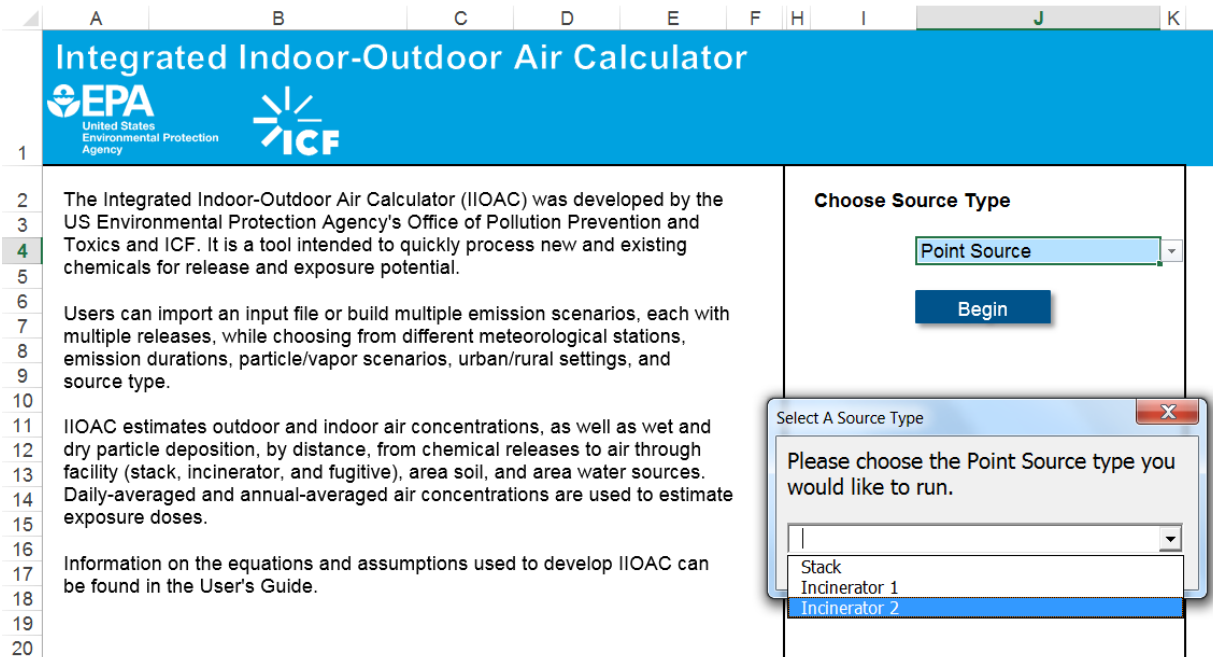 A B C D E F H I J K
1
Integrated Indoor-Outdoor Air Calculator
EPA
United States
Environmental Protection
Agency
ICF
2
3
4
5
6
7
8
9
10
11
12
13
14
15
16
17
18
19
20
The Integrated Indoor-Outdoor Air Calculator (IIOAC) was developed by the
US Environmental Protection Agency's Office of Pollution Prevention and
Toxics and ICF. It is a tool intended to quickly process new and existing
chemicals for release and exposure potential.
Users can import an input file or build multiple emission scenarios, each with
multiple releases, while choosing from different meteorological stations,
emission durations, particle/vapor scenarios, urban/rural settings, and
source type.
IIOAC estimates outdoor and indoor air concentrations, as well as wet and
dry particle deposition, by distance, from chemical releases to air through
facility (stack, incinerator, and fugitive), area soil, and area water sources.
Daily-averaged and annual-averaged air concentrations are used to estimate
exposure doses.
Information on the equations and assumptions used to develop IIOAC can
be found in the User's Guide.
Choose Source Type
Point Source
Begin
Select A Source Type
Please choose the Point Source type you
would like to run.
Stack
Incinerator 1
Incinerator 2